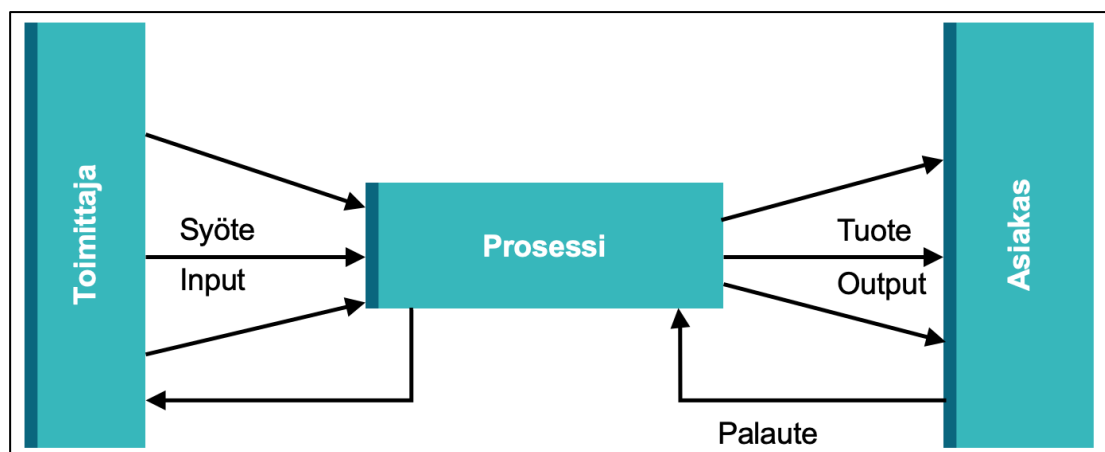 Toimittaja
Syöte
Input
Prosessi
Tuote
Output
Palaute
Asiakas